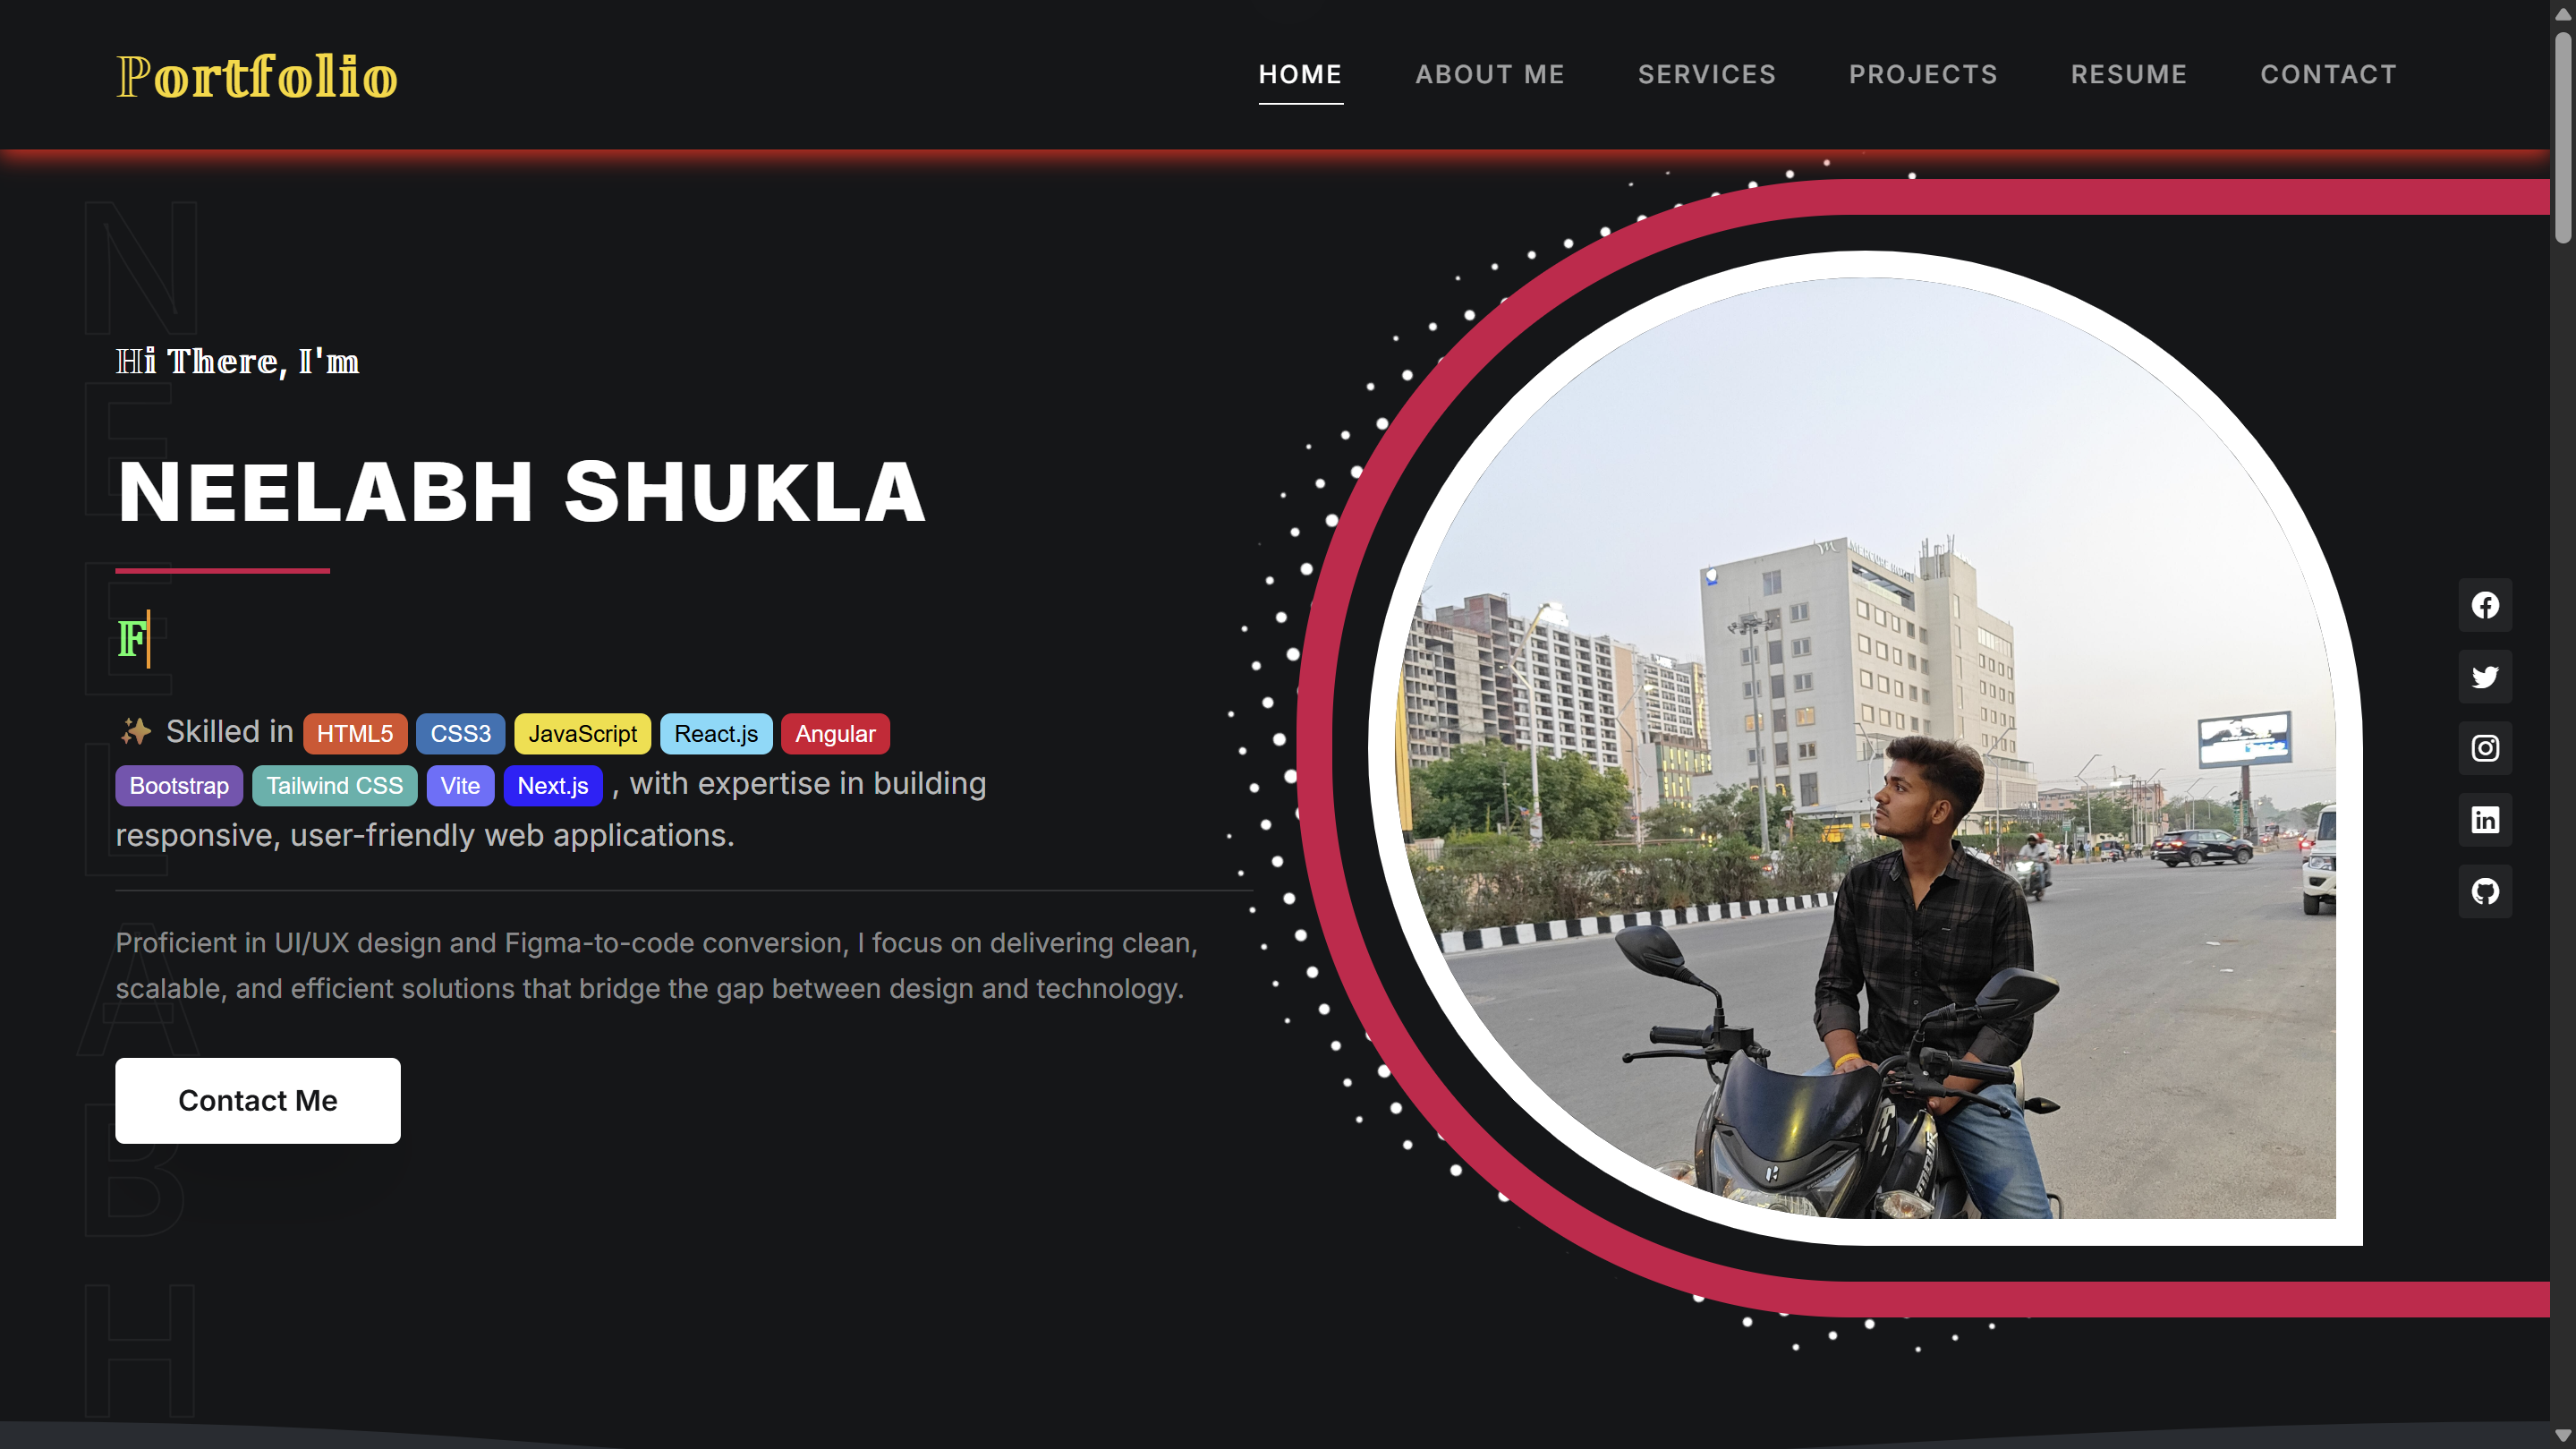 ℙortfolio
HOME ABOUT ME SERVICES PROJECTS RESUME CONTACT
NEELABH
Hi There, I'm
NEELABH SHUKLA
F
✨ Skilled in HTML5 CSS3 JavaScript React.js Angular
Bootstrap Tailwind CSS Vite Next.js , with expertise in building
responsive, user-friendly web applications.
Proficient in UI/UX design and Figma-to-code conversion, I focus on delivering clean,
scalable, and efficient solutions that bridge the gap between design and technology.
Contact Me